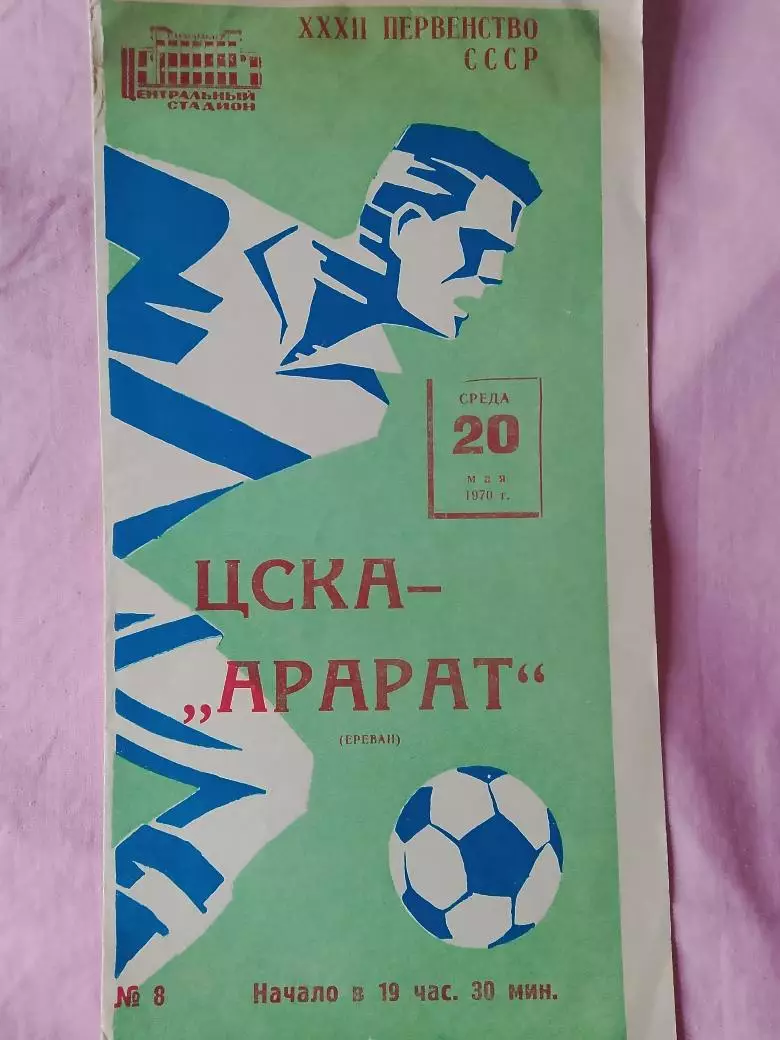 XXXII ПЕРВЕНСТВО
СССР
ЦЕНТРАЛЬНЫЙ
СТАДИОН
СРЕДА
20
мая
1970 г.
ЦСКА–
„АРАРАТ“
(ЕРЕВАН)
№ 8 Начало в 19 час. 30 мин.